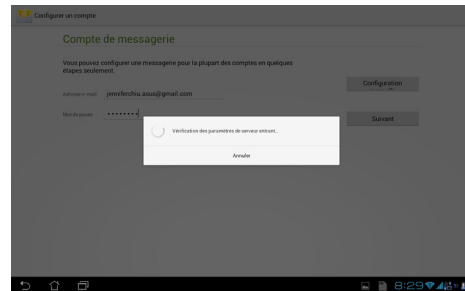 Configurer un compte
Compte de messagerie
Vous pouvez configurer une messagerie pour la plupart des comptes en quelques
étapes seulement.
Adresse e-mail
jenniferchiu.asus@gmail.com
Configuration
Mot de passe
••••••••
Suivant
Vérification des paramètres de serveur entrant...
Annuler
8:29